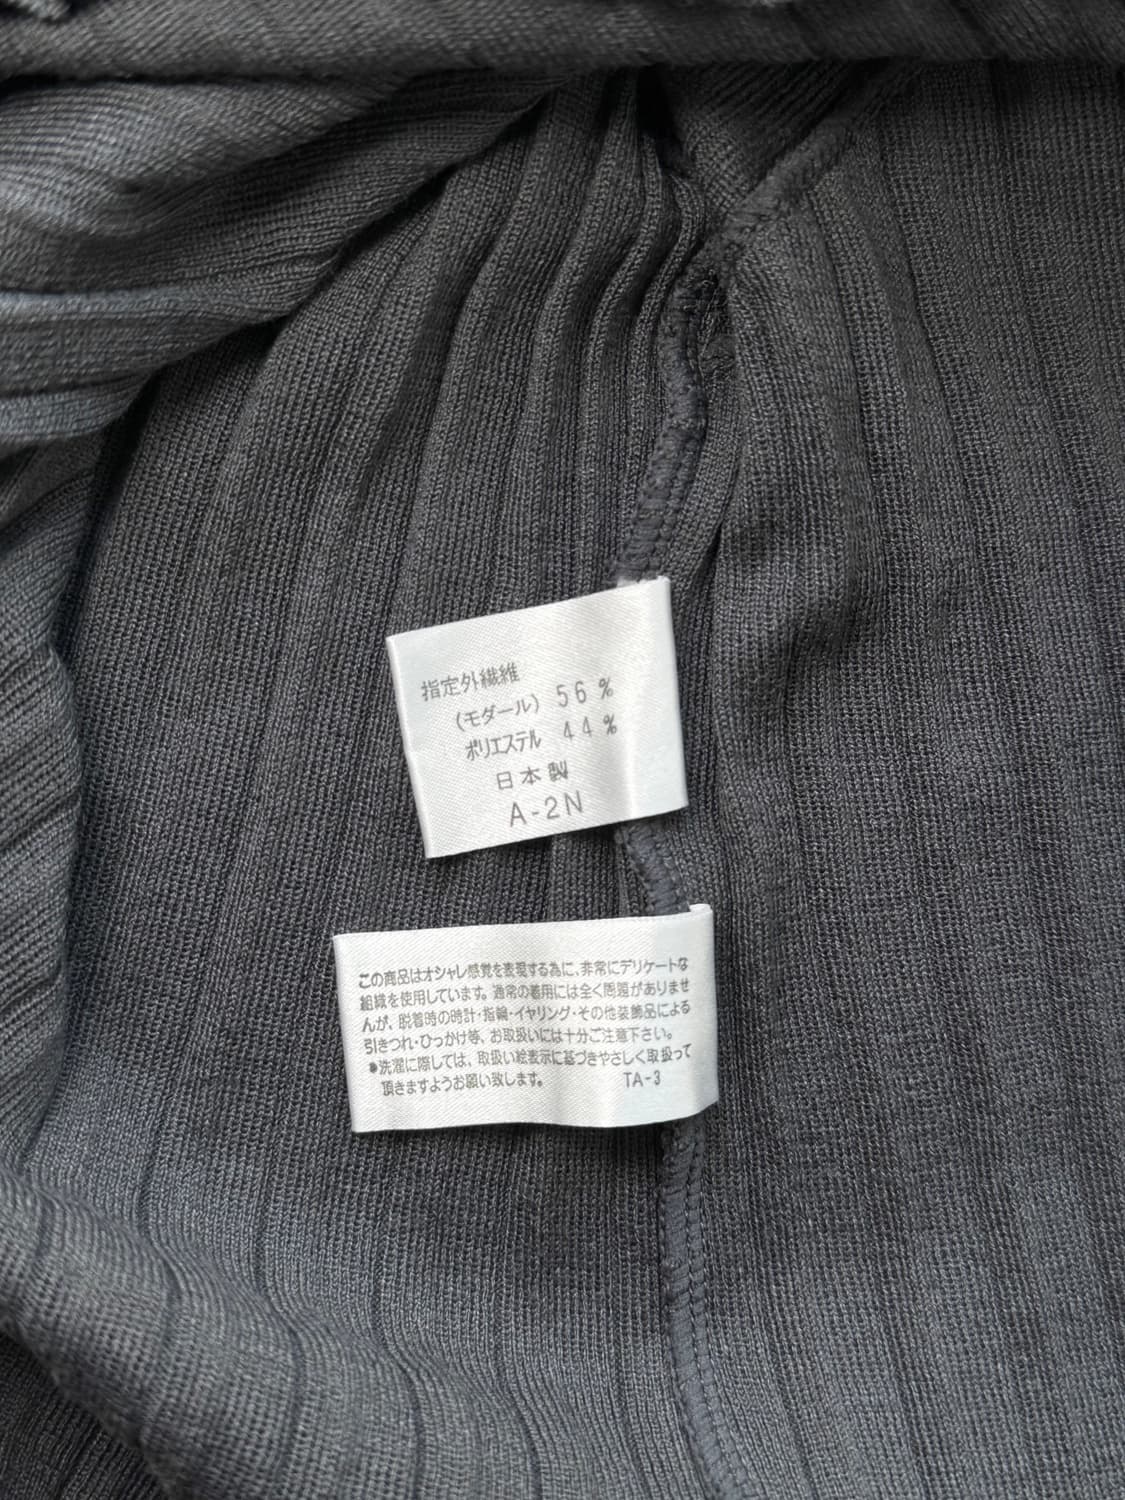 指定外繊維
(モダール) 56%
ポリエステル 44%
日本製
A-2N
この商品はオシャレ感覚を表現する為に、非常にデリケートな
組織を使用しています。通常の着用には全く問題がありませ
んが、脱着時の時計・指輪・イヤリング・その他装飾品による
引きつれ・ひっかけ等、お取扱いには十分ご注意下さい。
●洗濯に際しては、取扱い絵表示に基づきやさしく取扱って
頂きますようお願い致します。 TA-3